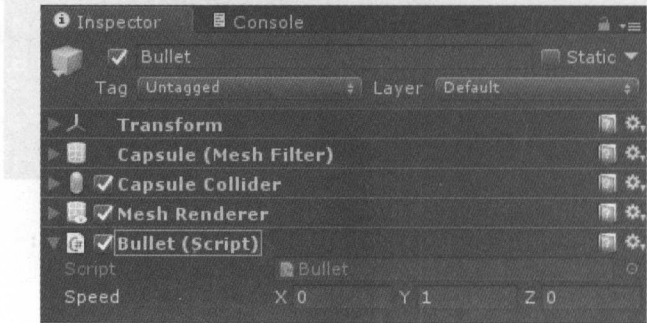 Inspector Console
Bullet Static
Tag Untagged Layer Default
Transform
Capsule (Mesh Filter)
Capsule Collider
Mesh Renderer
Bullet (Script)
Script Bullet
Speed X 0 Y 1 Z 0